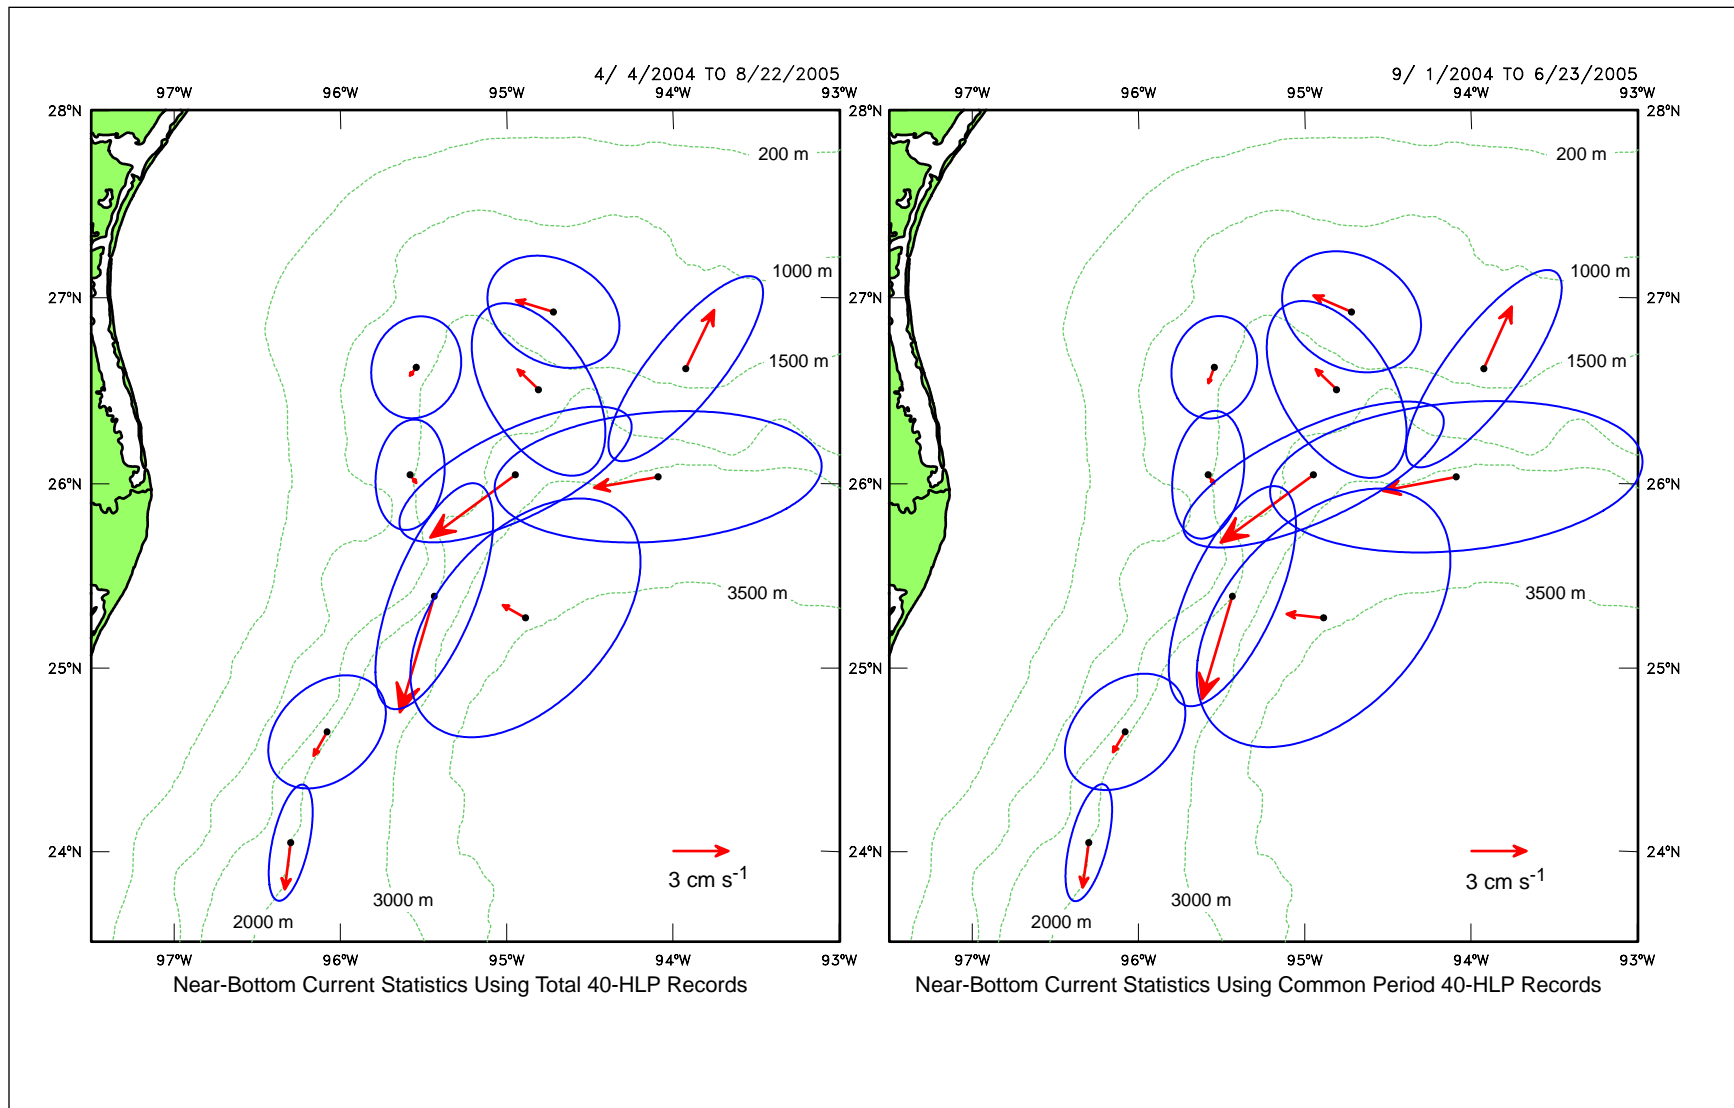 4/ 4/2004 TO 8/22/2005
9/ 1/2004 TO 6/23/2005
97°W 96°W 95°W 94°W 93°W
97°W 96°W 95°W 94°W 93°W
28°N
28°N
28°N
200 m
200 m
1000 m
1000 m
27°N
27°N
27°N
1500 m
1500 m
26°N
26°N
26°N
3500 m
3500 m
25°N
25°N
25°N
24°N
24°N
24°N
3 cm s-1
3 cm s-1
3000 m
3000 m
2000 m
2000 m
97°W 96°W 95°W 94°W 93°W
97°W 96°W 95°W 94°W 93°W
Near-Bottom Current Statistics Using Total 40-HLP Records
Near-Bottom Current Statistics Using Common Period 40-HLP Records